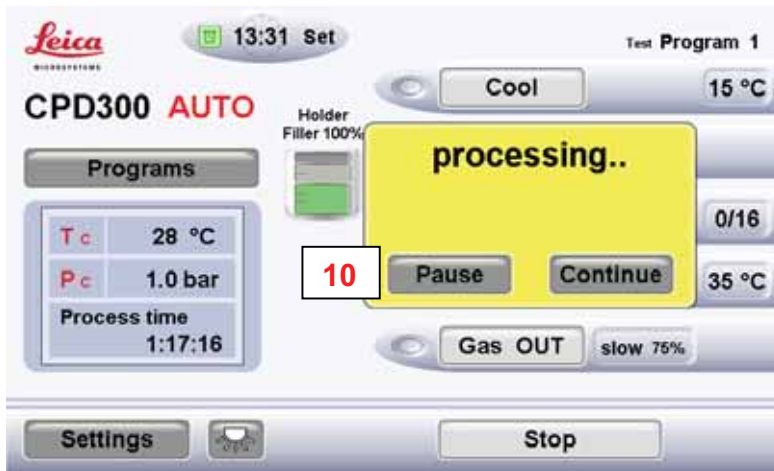 Leica
MICROSYSTEMS
13:31 Set
Test Program 1
CPD300 AUTO
Cool
15 °C
Holder
Filler 100%
Programs
processing..
0/16
Tc 28 °C
Pc 1.0 bar
10
Pause
Continue
35 °C
Process time
1:17:16
Gas OUT
slow 75%
Settings
Stop